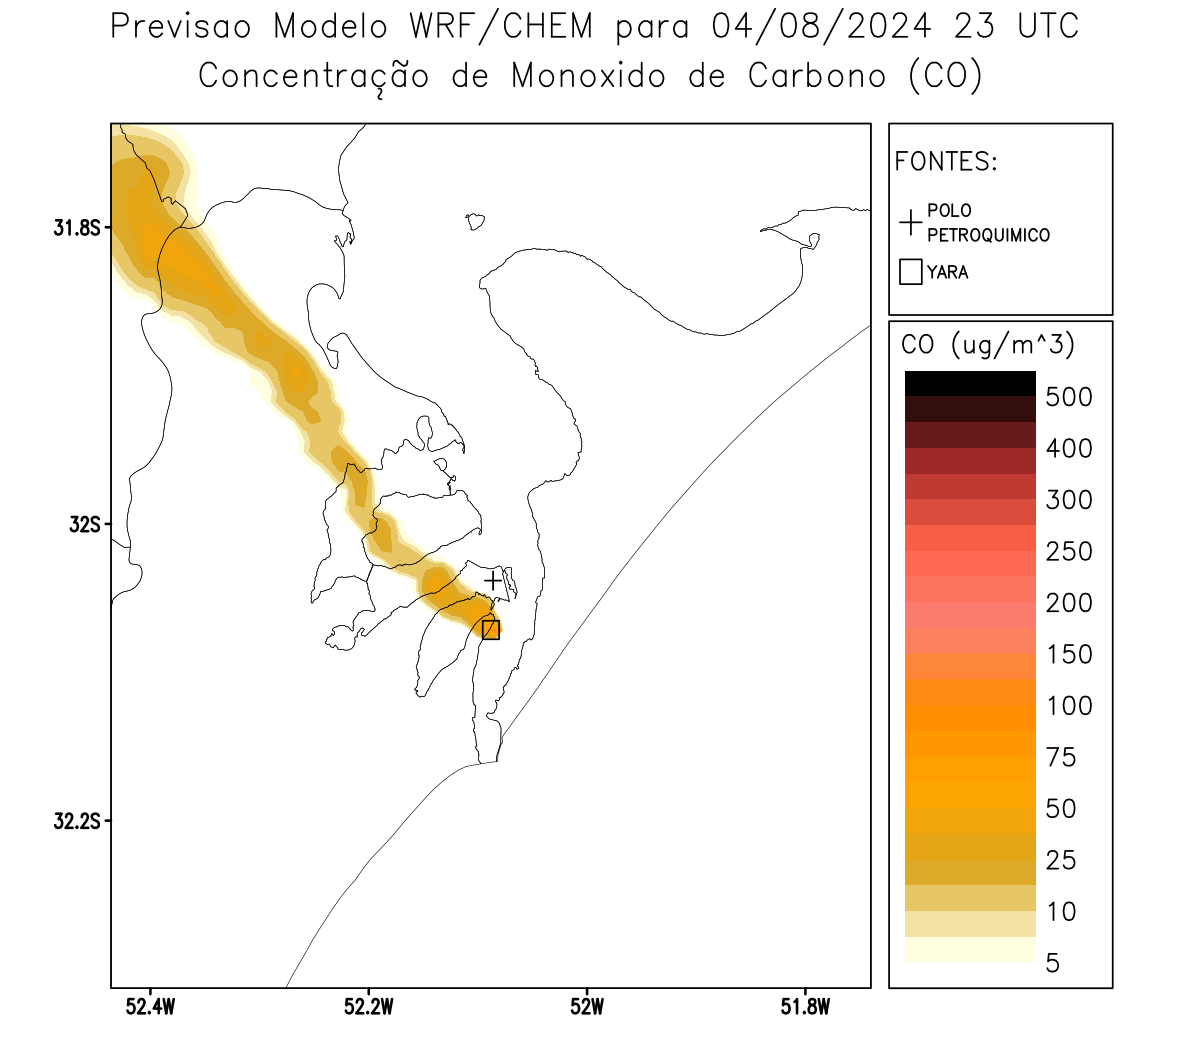 Previsao Modelo WRF/CHEM para 04/08/2024 23 UTC
Concentração de Monoxido de Carbono (CO)
FONTES:
POLO
PETROQUIMICO
YARA
CO (ug/m^3)
500
400
300
250
200
150
100
75
50
25
10
5
31.8S
32S
32.2S
52.4W
52.2W
52W
51.8W